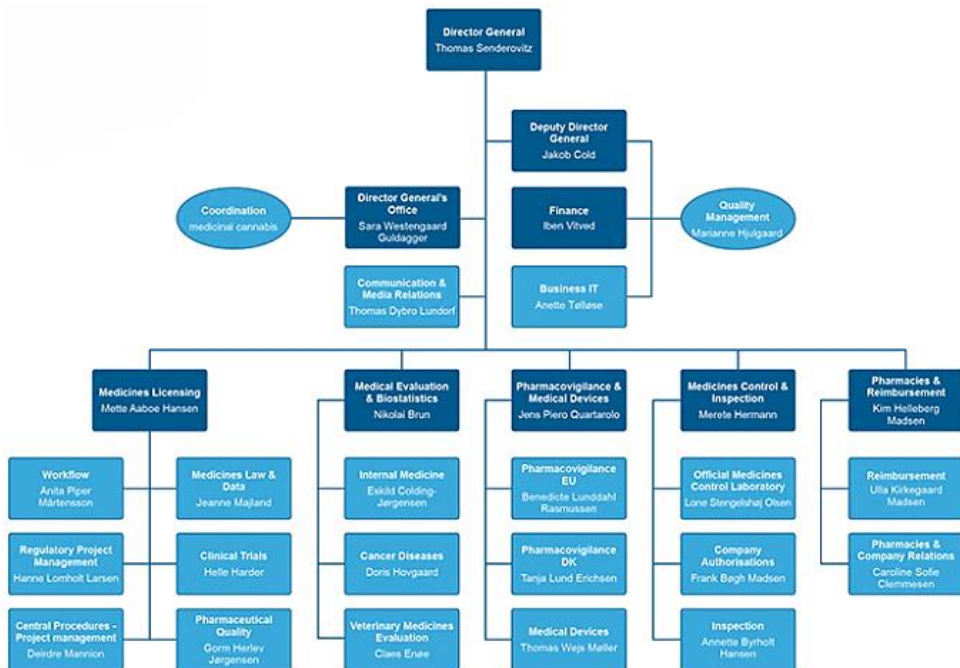 Director General
Thomas Senderovitz
Deputy Director
General
Jakob Cold
Coordination
medicinal cannabis
Director General's
Office
Sara Westengaard
Guldagger
Finance
Iben Vitved
Quality
Management
Marianne Hjulgaard
Communication &
Media Relations
Thomas Dybro Lundorf
Business IT
Anette Tølløse
Medicines Licensing
Mette Aaboe Hansen
Medical Evaluation
& Biostatistics
Nikolai Brun
Pharmacovigilance &
Medical Devices
Jens Piero Quartarolo
Medicines Control &
Inspection
Merete Hermann
Pharmacies &
Reimbursement
Kim Helleberg
Madsen
Workflow
Anita Piper
Mårtensson
Medicines Law &
Data
Jeanne Majland
Internal Medicine
Eskild Colding-
Jørgensen
Pharmacovigilance
EU
Benedicte Lunddahl
Rasmussen
Official Medicines
Control Laboratory
Lone Stengelshøj Olsen
Reimbursement
Ulla Kirkegaard
Madsen
Regulatory Project
Management
Hanne Lomholt Larsen
Clinical Trials
Helle Harder
Cancer Diseases
Doris Hovgaard
Pharmacovigilance
DK
Tanja Lund Erichsen
Company
Authorisations
Frank Bøgh Madsen
Pharmacies &
Company Relations
Caroline Sofie
Clemmesen
Central Procedures -
Project management
Deirdre Mannion
Pharmaceutical
Quality
Gorm Herlev
Jørgensen
Veterinary Medicines
Evaluation
Claes Enøe
Medical Devices
Thomas Wejs Møller
Inspection
Annette Byrholt
Hansen